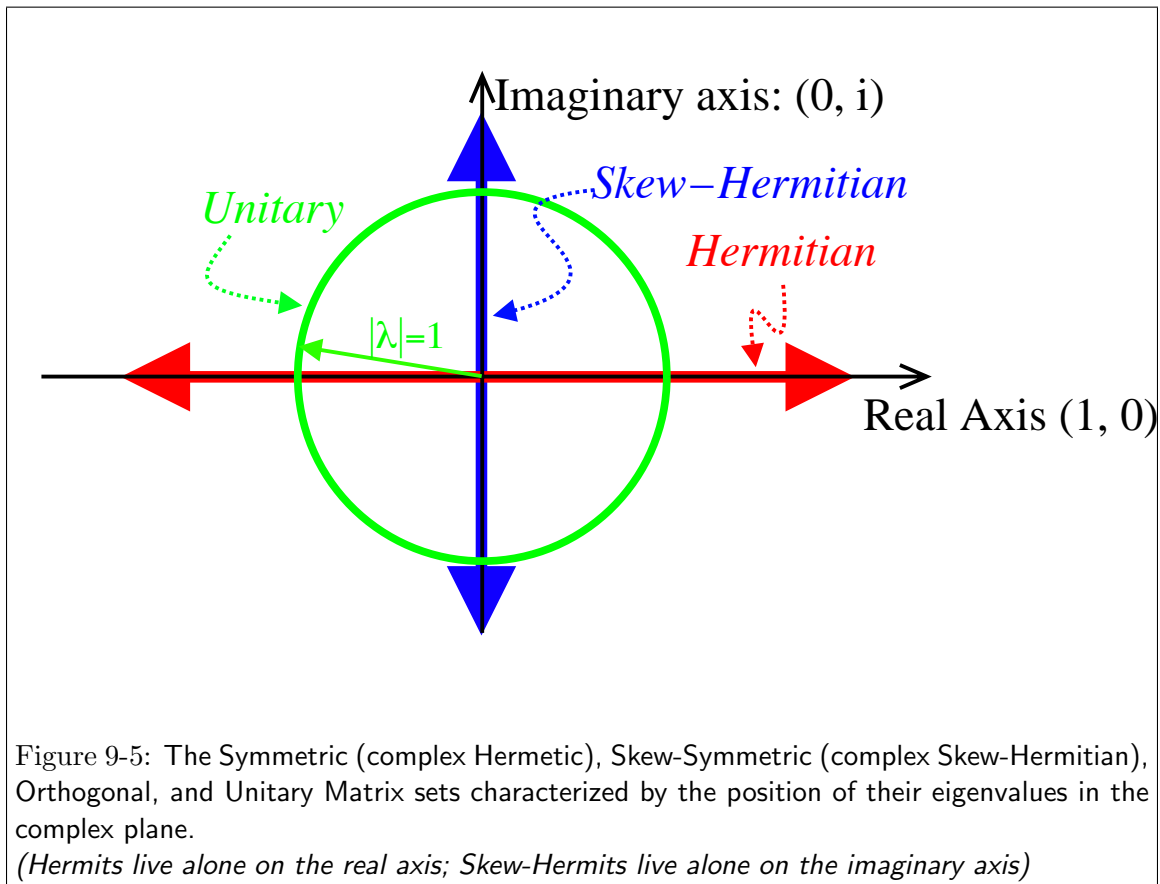 Imaginary axis: (0, i)
Skew–Hermitian
Unitary
Hermitian
|λ|=1
Real Axis (1, 0)
Figure 9-5: The Symmetric (complex Hermetic), Skew-Symmetric (complex Skew-Hermitian),
Orthogonal, and Unitary Matrix sets characterized by the position of their eigenvalues in the
complex plane.
(Hermits live alone on the real axis; Skew-Hermits live alone on the imaginary axis)